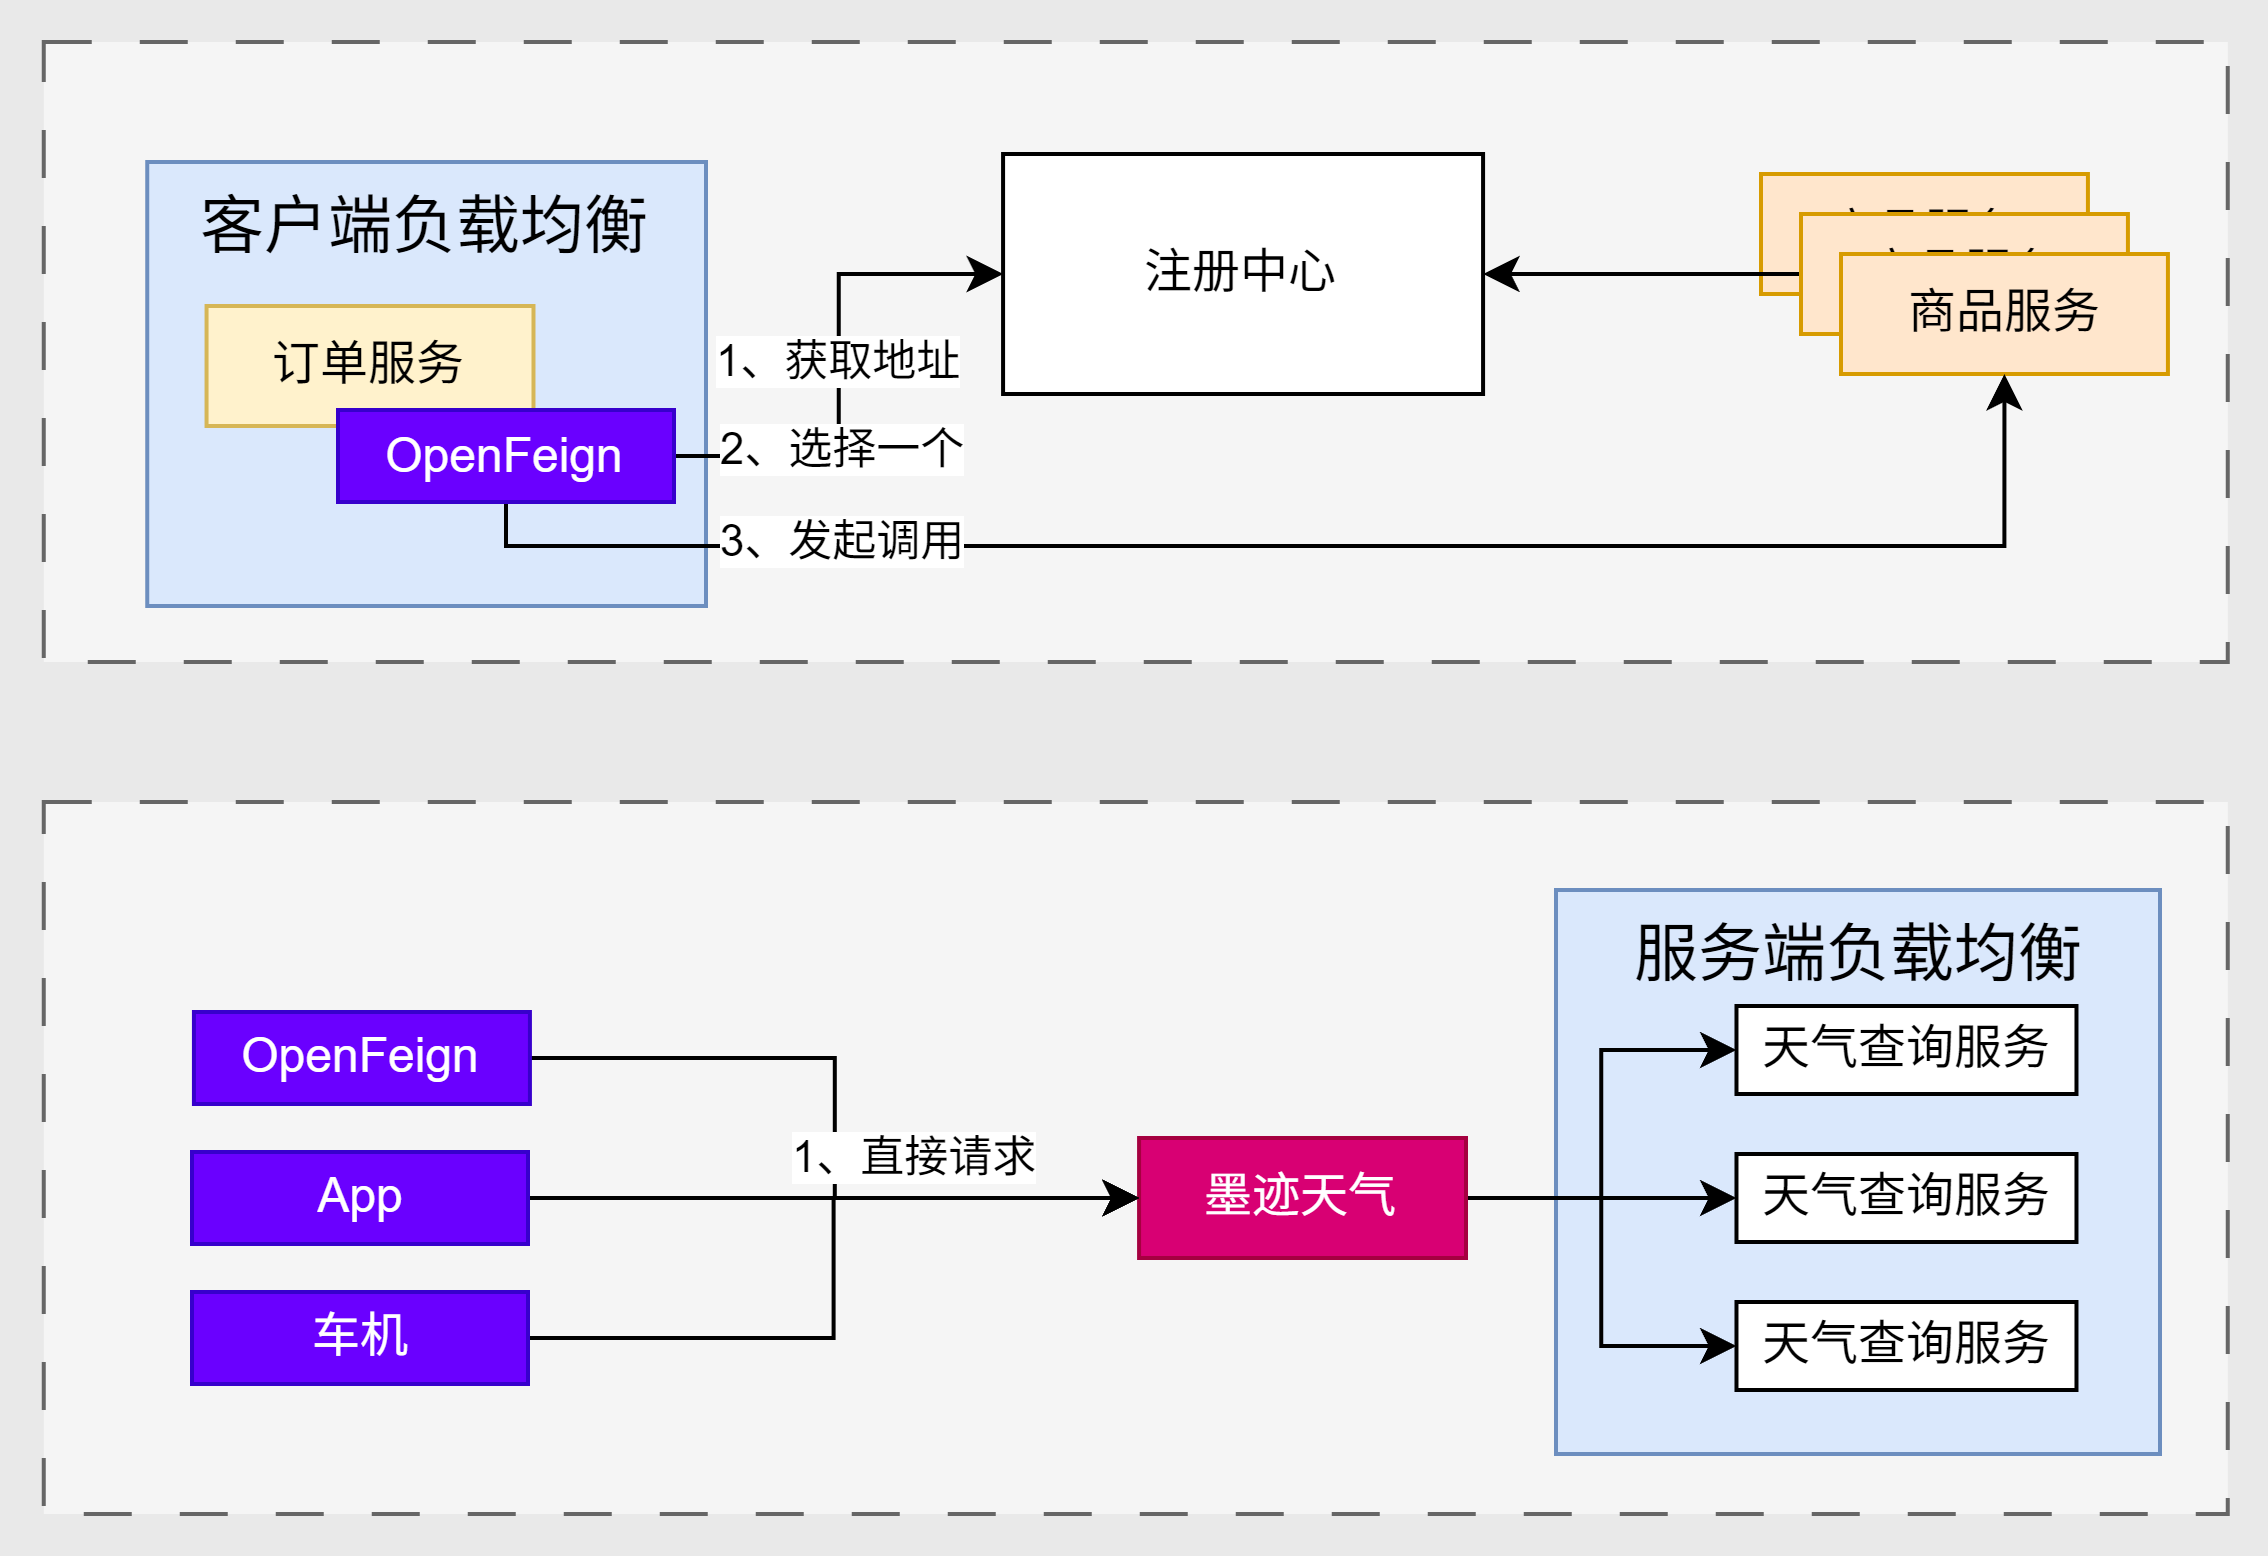 客户端负载均衡
订单服务
OpenFeign
1、获取地址
2、选择一个
3、发起调用
注册中心
商品服务
OpenFeign
App
车机
1、直接请求
墨迹天气
服务端负载均衡
天气查询服务
天气查询服务
天气查询服务